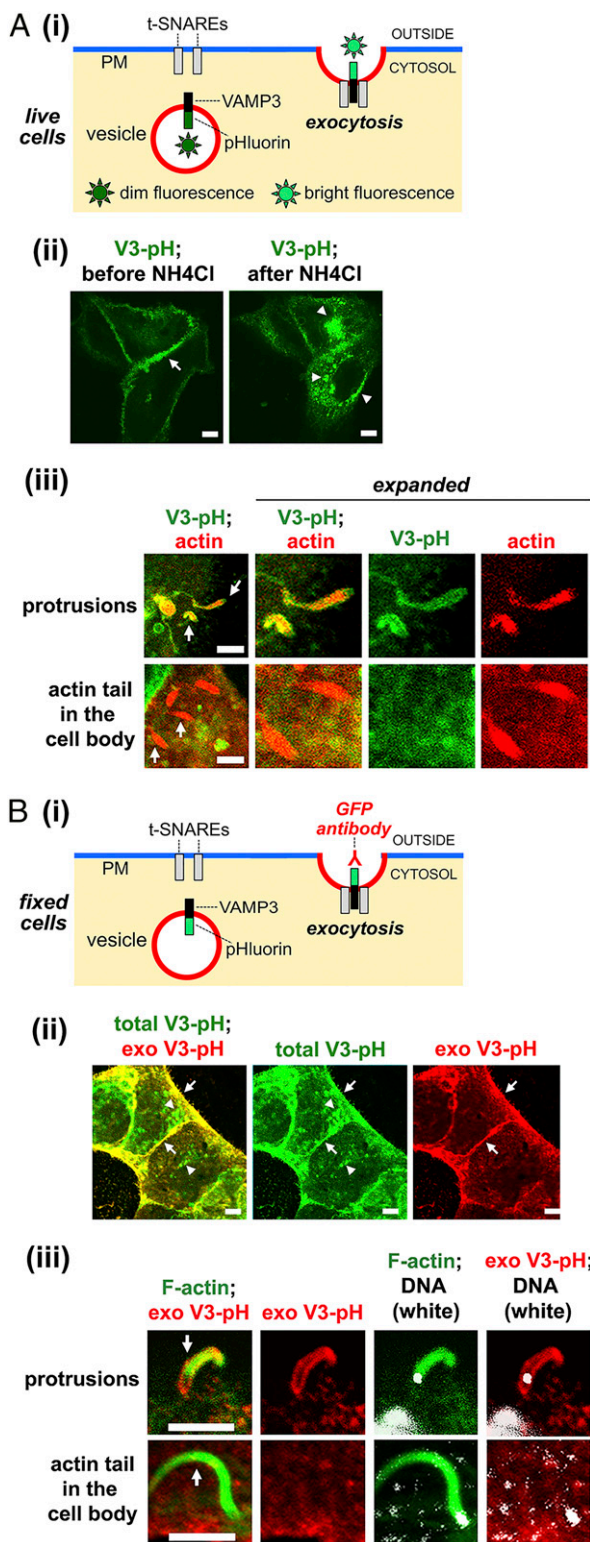 A (i)
t-SNAREs
OUTSIDE
PM
CYTOSOL
live
cells
VAMP3
vesicle
pHluorin
exocytosis
dim fluorescence
bright fluorescence
(ii)
V3-pH;
before NH4Cl
V3-pH;
after NH4Cl
(iii)
expanded
V3-pH;
actin
V3-pH;
actin
V3-pH
actin
protrusions
actin tail
in the
cell body
B (i)
GFP
antibody
t-SNAREs
OUTSIDE
PM
CYTOSOL
fixed
cells
VAMP3
vesicle
pHluorin
exocytosis
(ii)
total V3-pH;
exo V3-pH
total V3-pH
exo V3-pH
(iii)
F-actin;
exo V3-pH
exo V3-pH
F-actin;
DNA
(white)
exo V3-pH;
DNA
(white)
protrusions
actin tail
in the
cell body